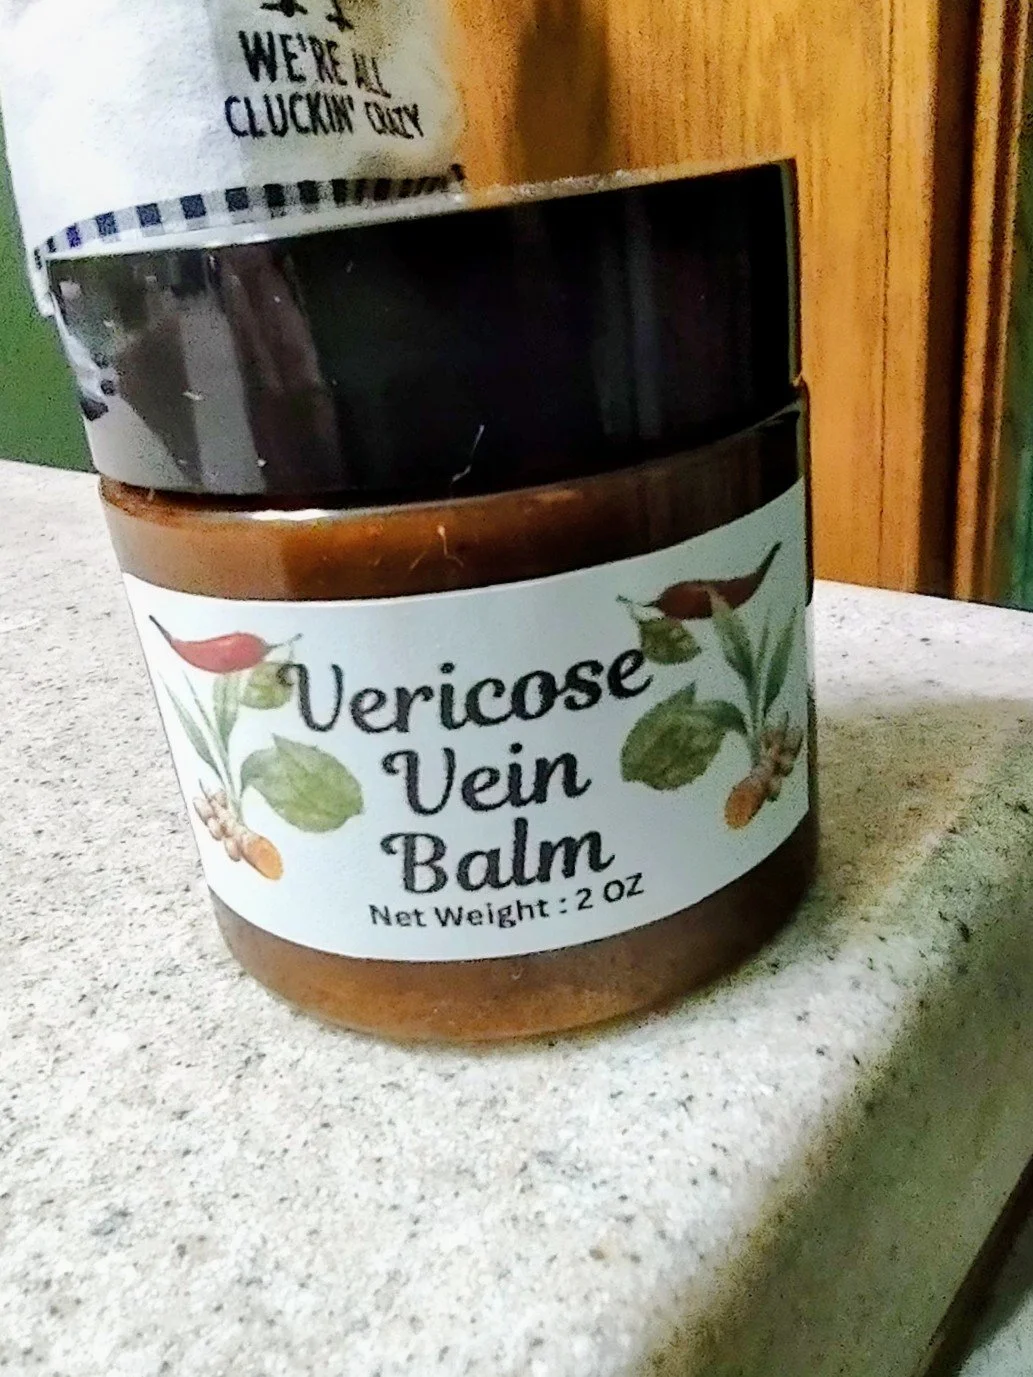 WE'RE ALL
CLUCKIN' CRAZY
Vericose
Vein
Balm
Net Weight : 2 OZ